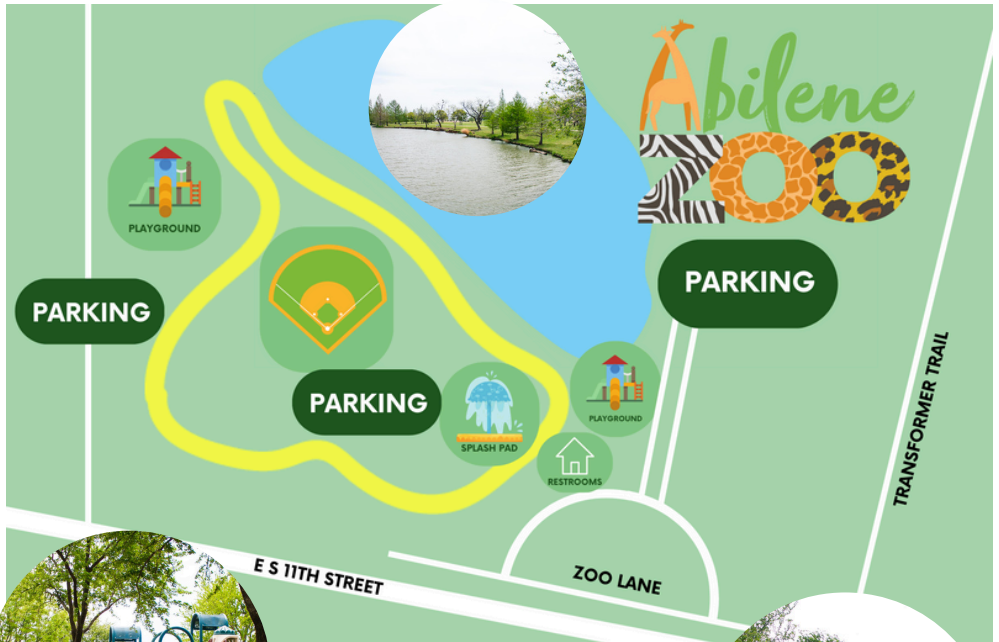 Abilene
ZOO
PLAYGROUND
PARKING
PARKING
PARKING
SPLASH PAD
PLAYGROUND
RESTROOMS
TRANSFORMER TRAIL
E S 11TH STREET
ZOO LANE